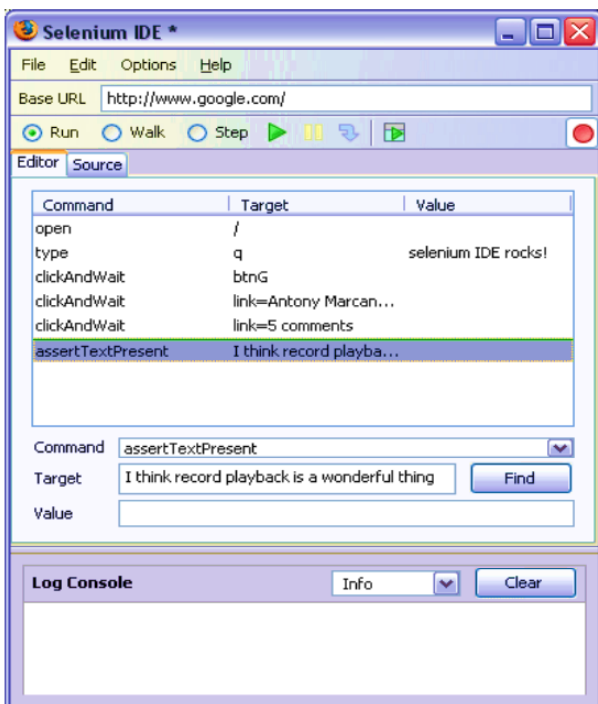 Selenium IDE *
File Edit Options Help
Base URL http://www.google.com/
Run Walk Step
Editor Source
Command Target Value
open /
type q selenium IDE rocks!
clickAndWait btnG
clickAndWait link=Antony Marcan...
clickAndWait link=5 comments
assertTextPresent I think record playba...
Command assertTextPresent
Target I think record playback is a wonderful thing Find
Value
Log Console Info Clear